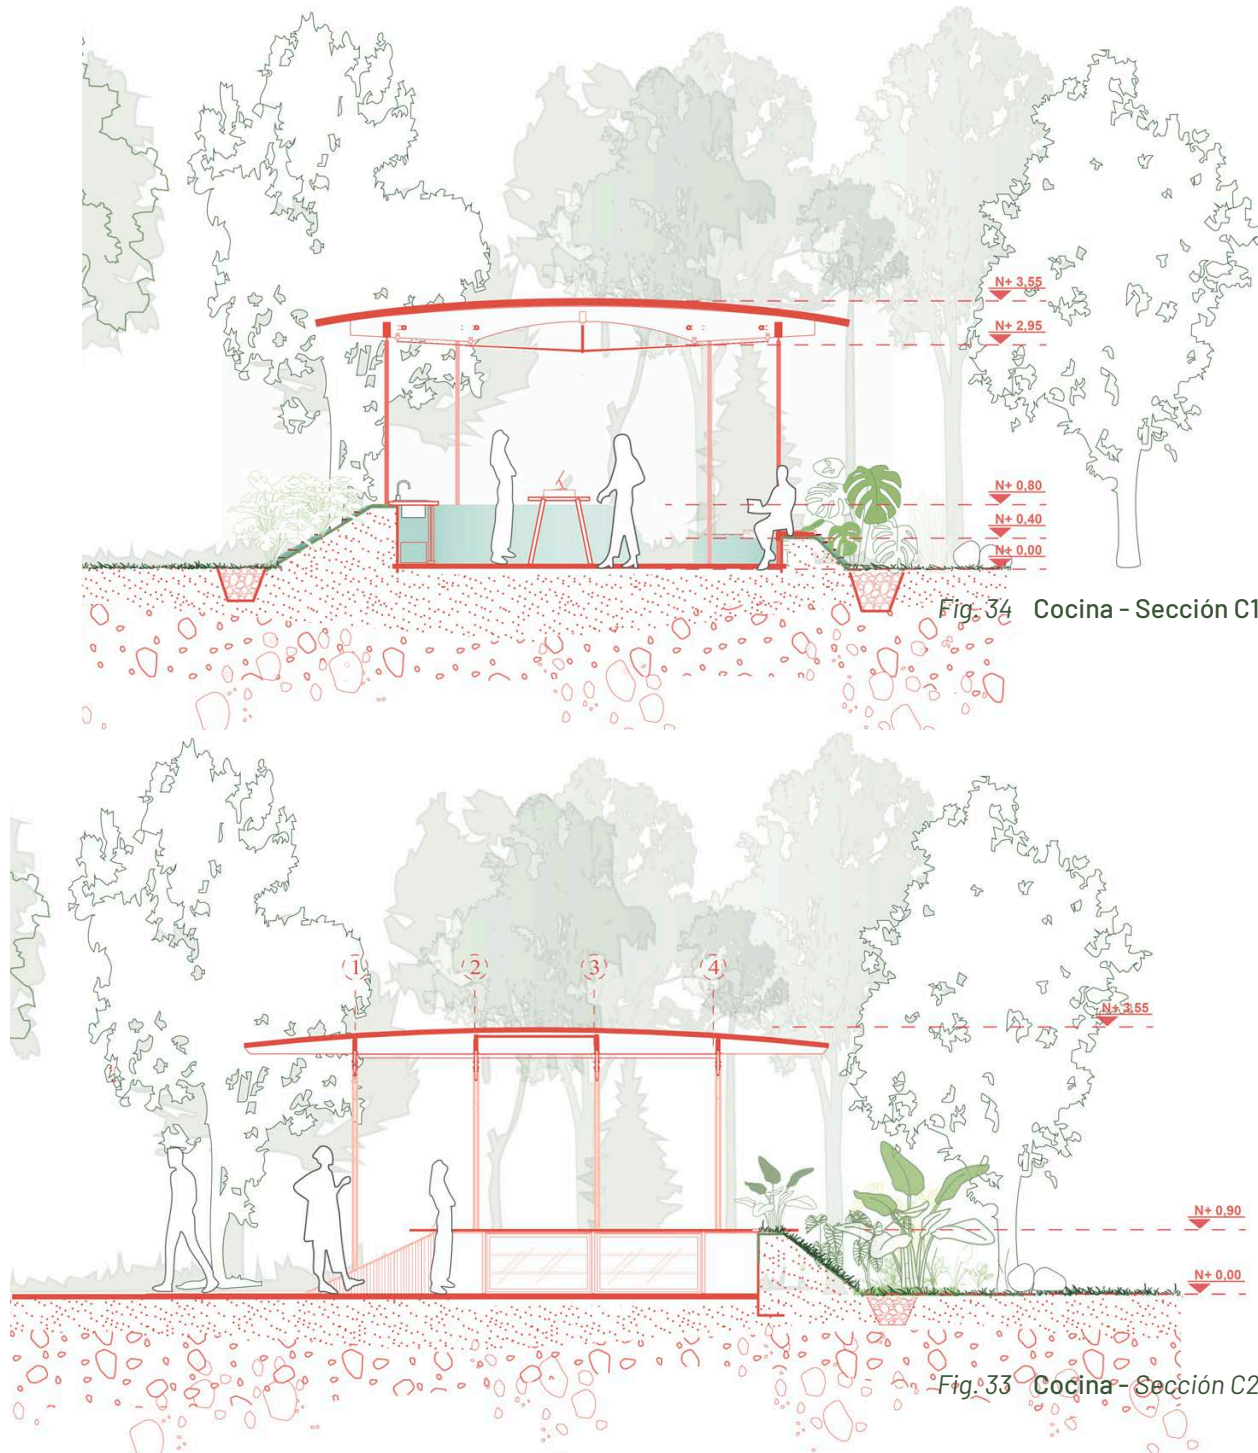 N+ 3,55
N+ 2,95
N+ 0,80
N+ 0,40
N+ 0,00
Fig. 34 Cocina - Sección C1
1 2 3 4
N+ 3,55
N+ 0,90
N+ 0,00
Fig. 33 Cocina - Sección C2